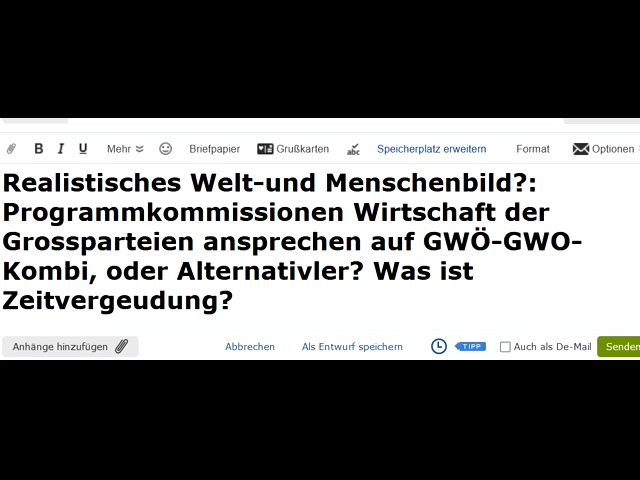 B I U Mehr Briefpapier Grußkarten abc Speicherplatz erweitern Format Optionen
Realistisches Welt-und Menschenbild?:
Programmkommissionen Wirtschaft der
Grossparteien ansprechen auf GWÖ-GWO-
Kombi, oder Alternativler? Was ist
Zeitvergeudung?
Anhänge hinzufügen Abbrechen Als Entwurf speichern TIPP Auch als De-Mail Senden